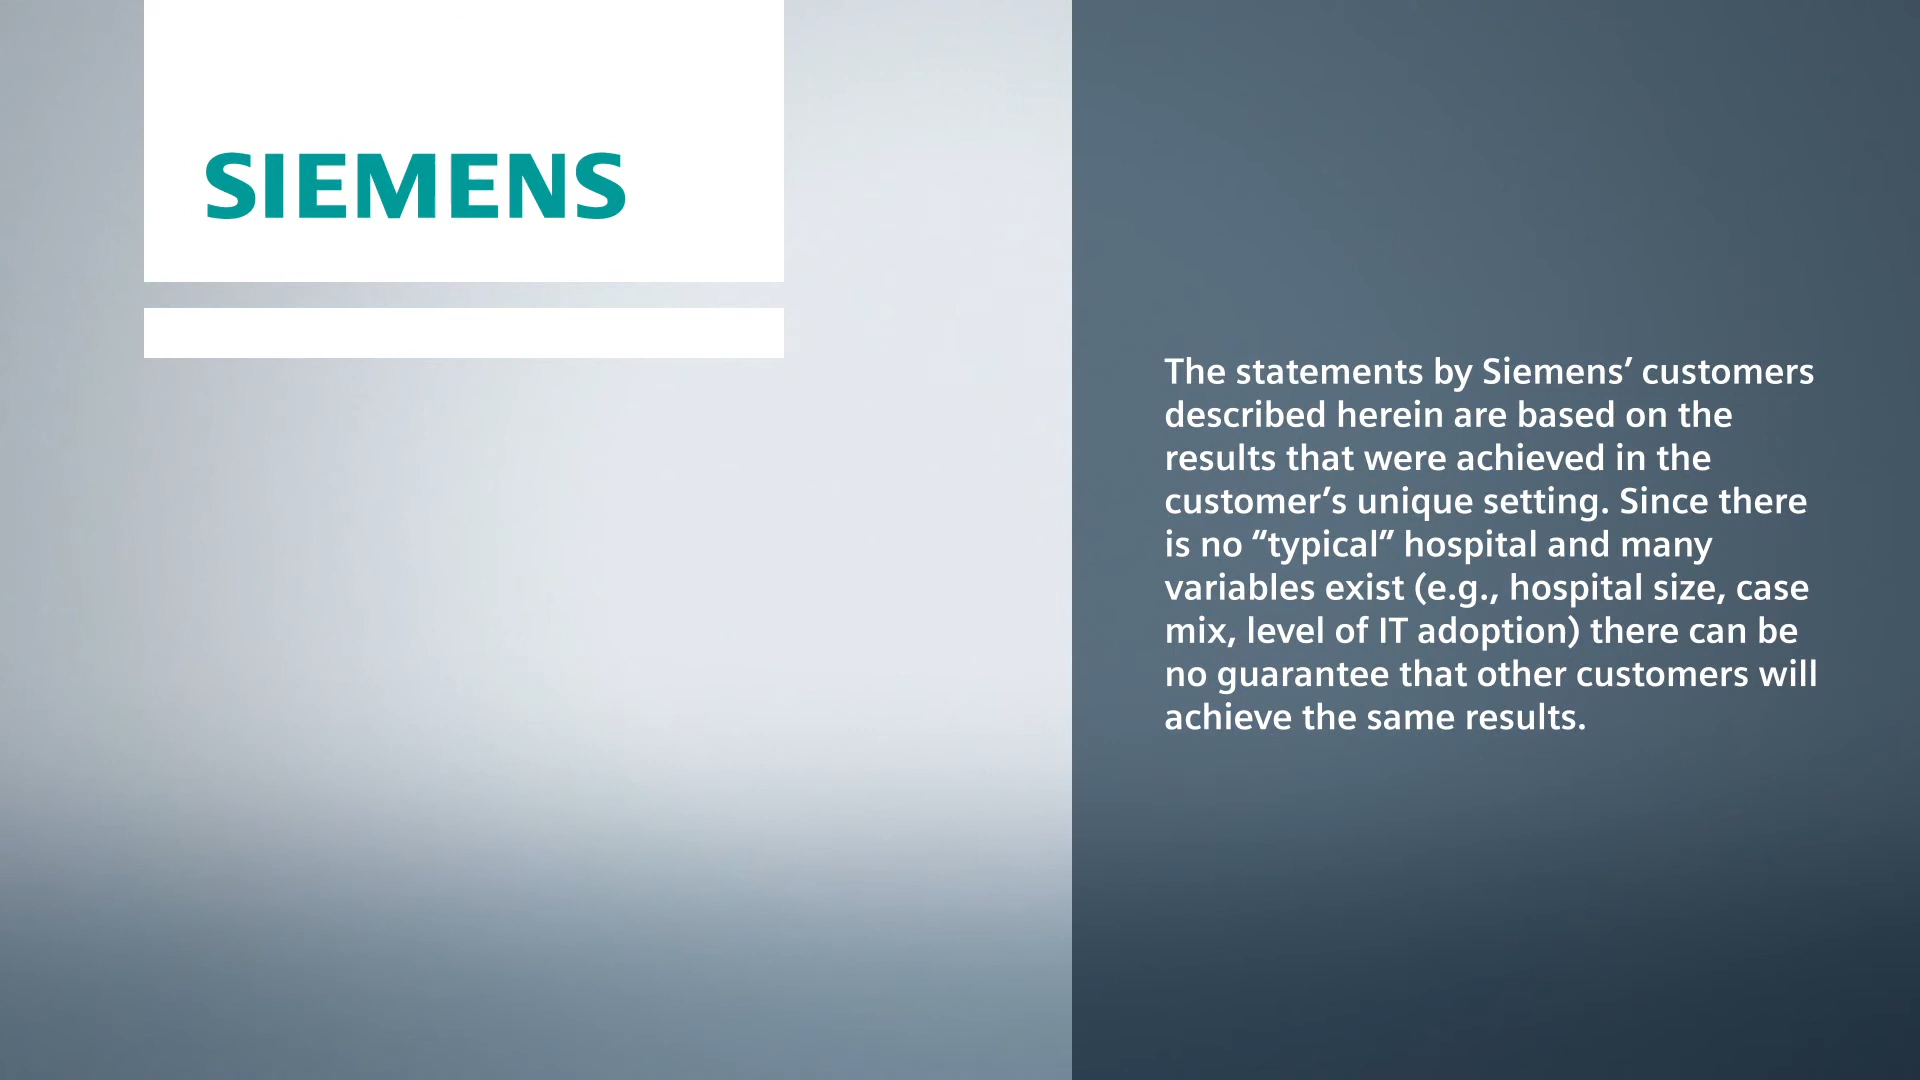 SIEMENS
The statements by Siemens’ customers
described herein are based on the
results that were achieved in the
customer’s unique setting. Since there
is no “typical” hospital and many
variables exist (e.g., hospital size, case
mix, level of IT adoption) there can be
no guarantee that other customers will
achieve the same results.